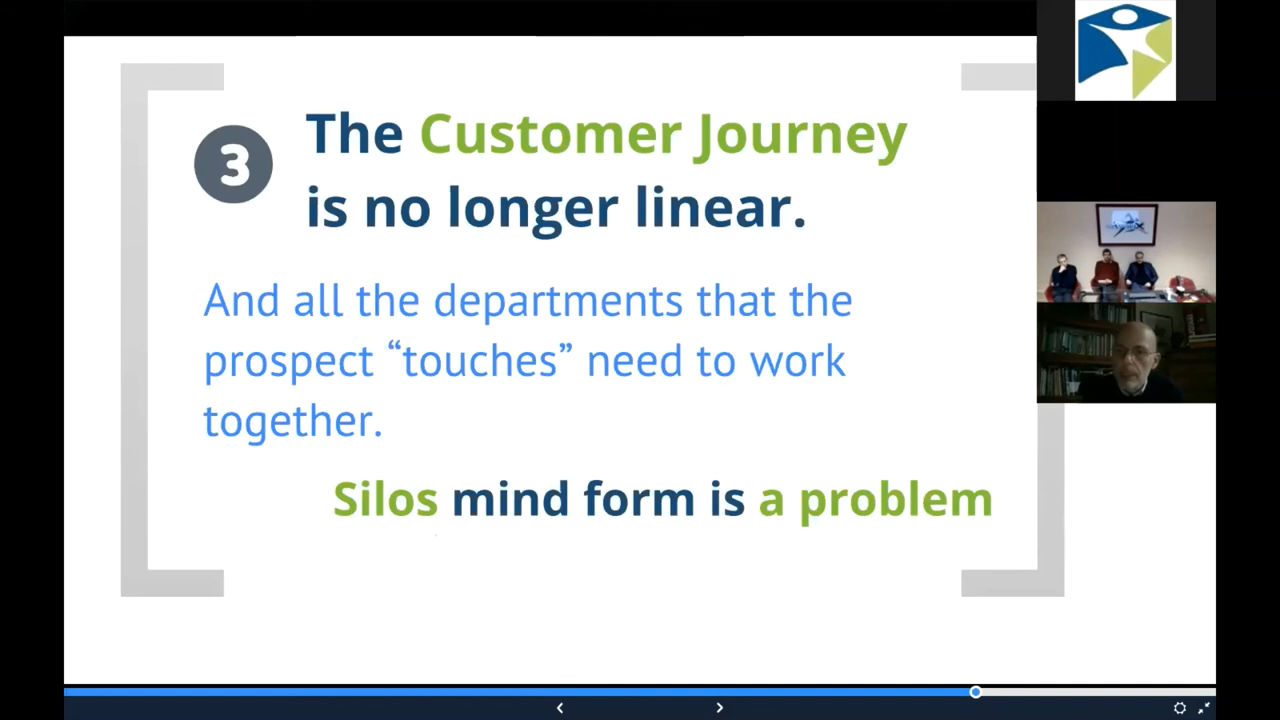 3
The Customer Journey
is no longer linear.
And all the departments that the
prospect “touches” need to work
together.
Silos mind form is a problem